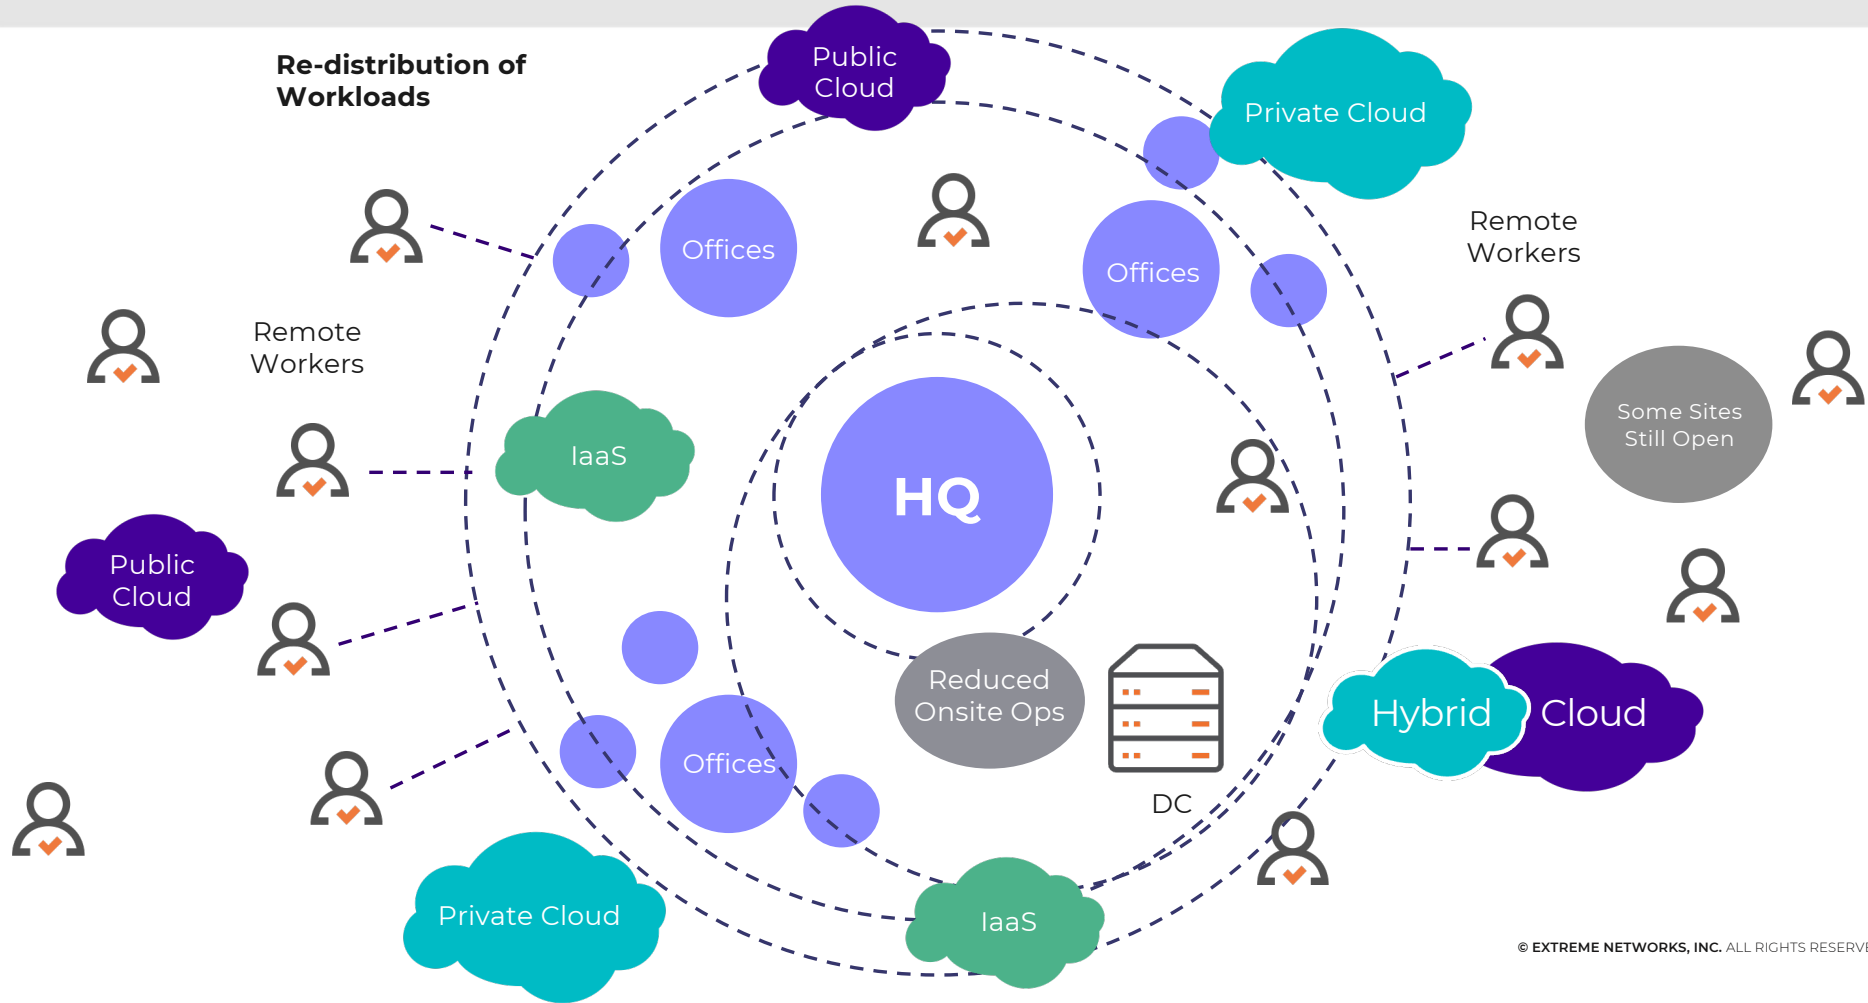 Re-distribution of
Workloads
Public
Cloud
Private Cloud
Remote
Workers
Offices
Offices
Remote
Workers
Some Sites
Still Open
IaaS
HQ
Public
Cloud
Reduced
Onsite Ops
Hybrid Cloud
Offices
DC
Private Cloud
IaaS
© EXTREME NETWORKS, INC. ALL RIGHTS RESERVE